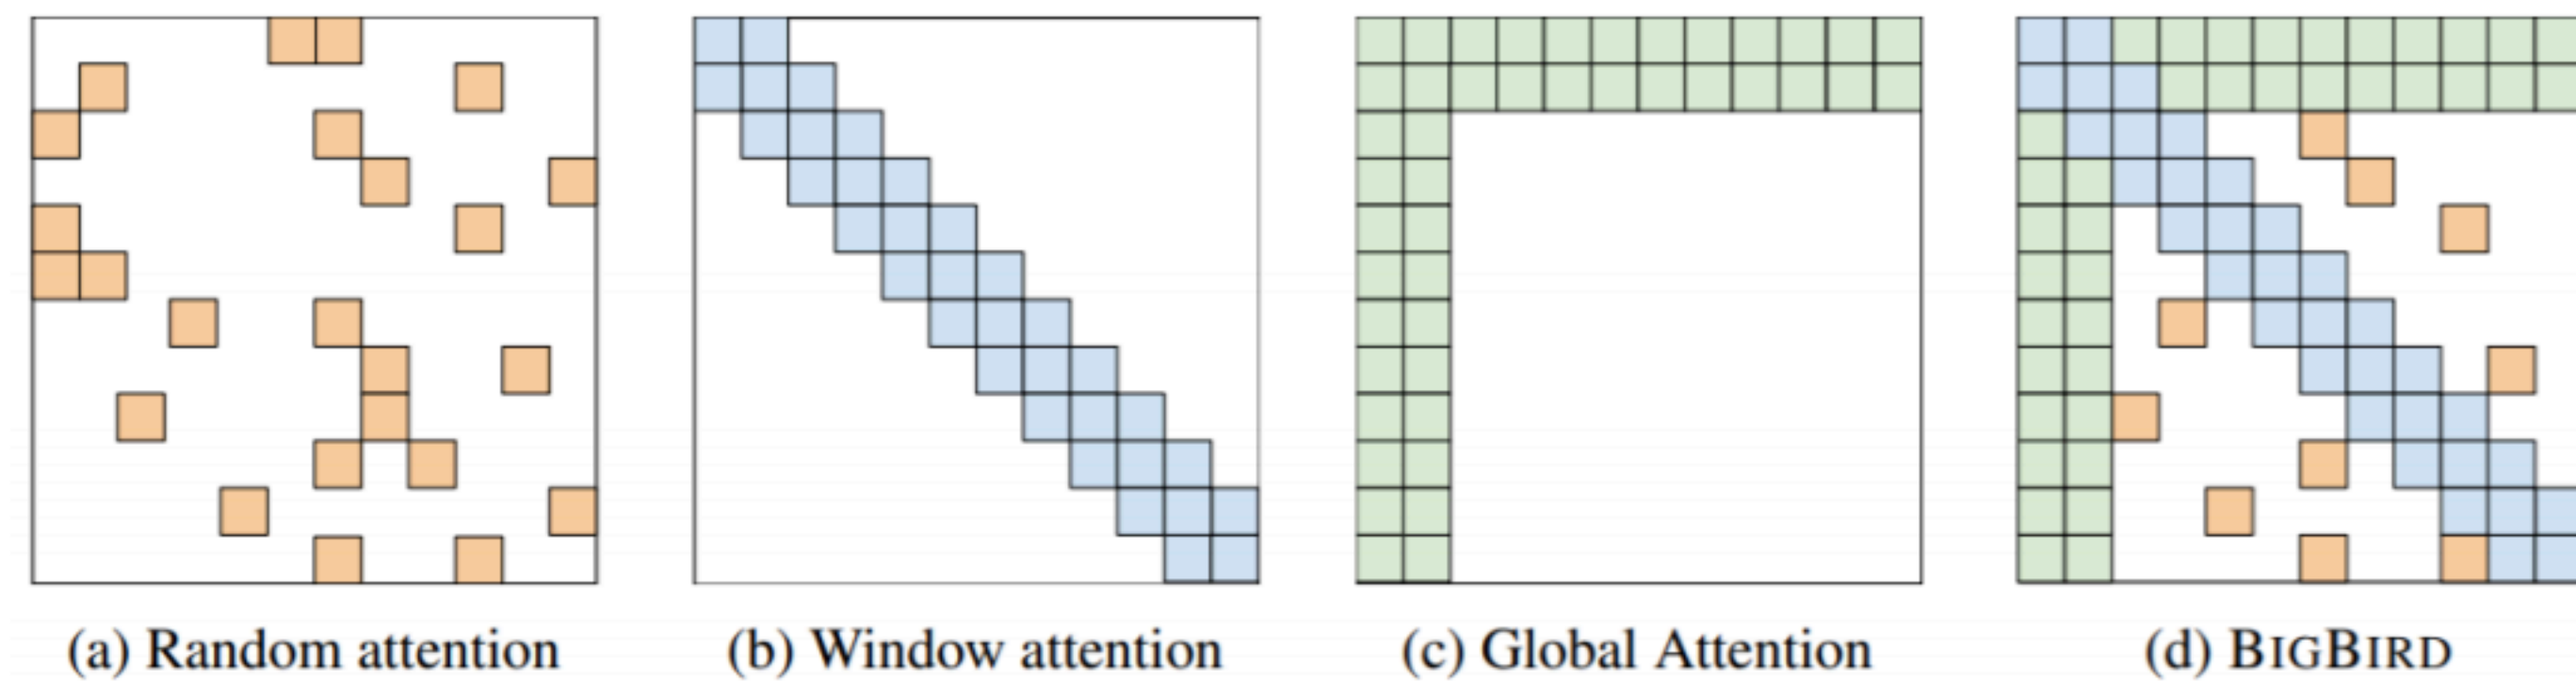 (a) Random attention
(b) Window attention
(c) Global Attention
(d) BIGBIRD